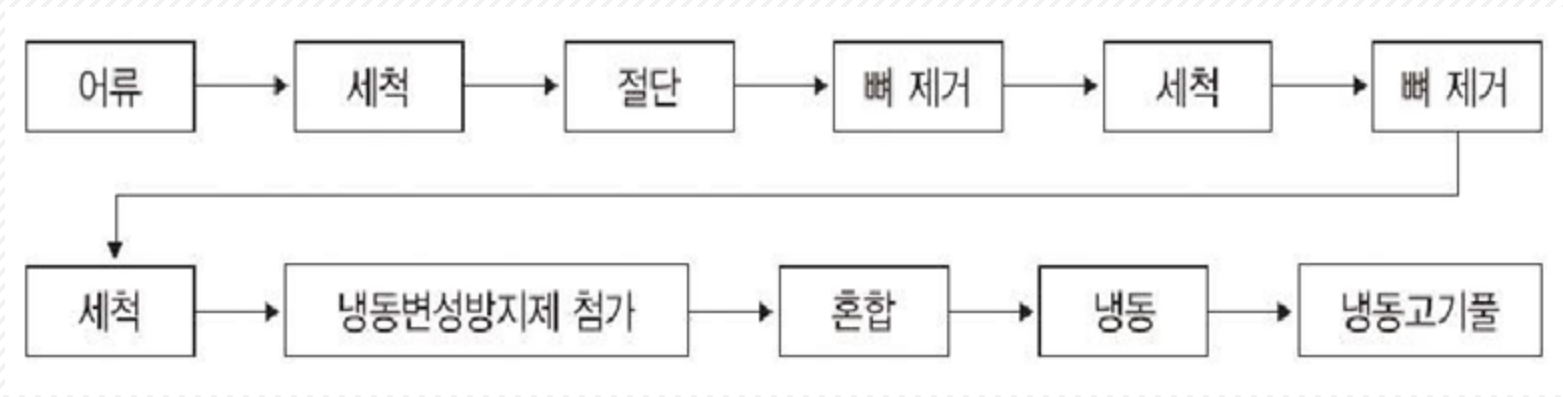 어류 세척 절단 뼈 제거 세척 뼈 제거
세척 냉동변성방지제 첨가 혼합 냉동 냉동고기풀